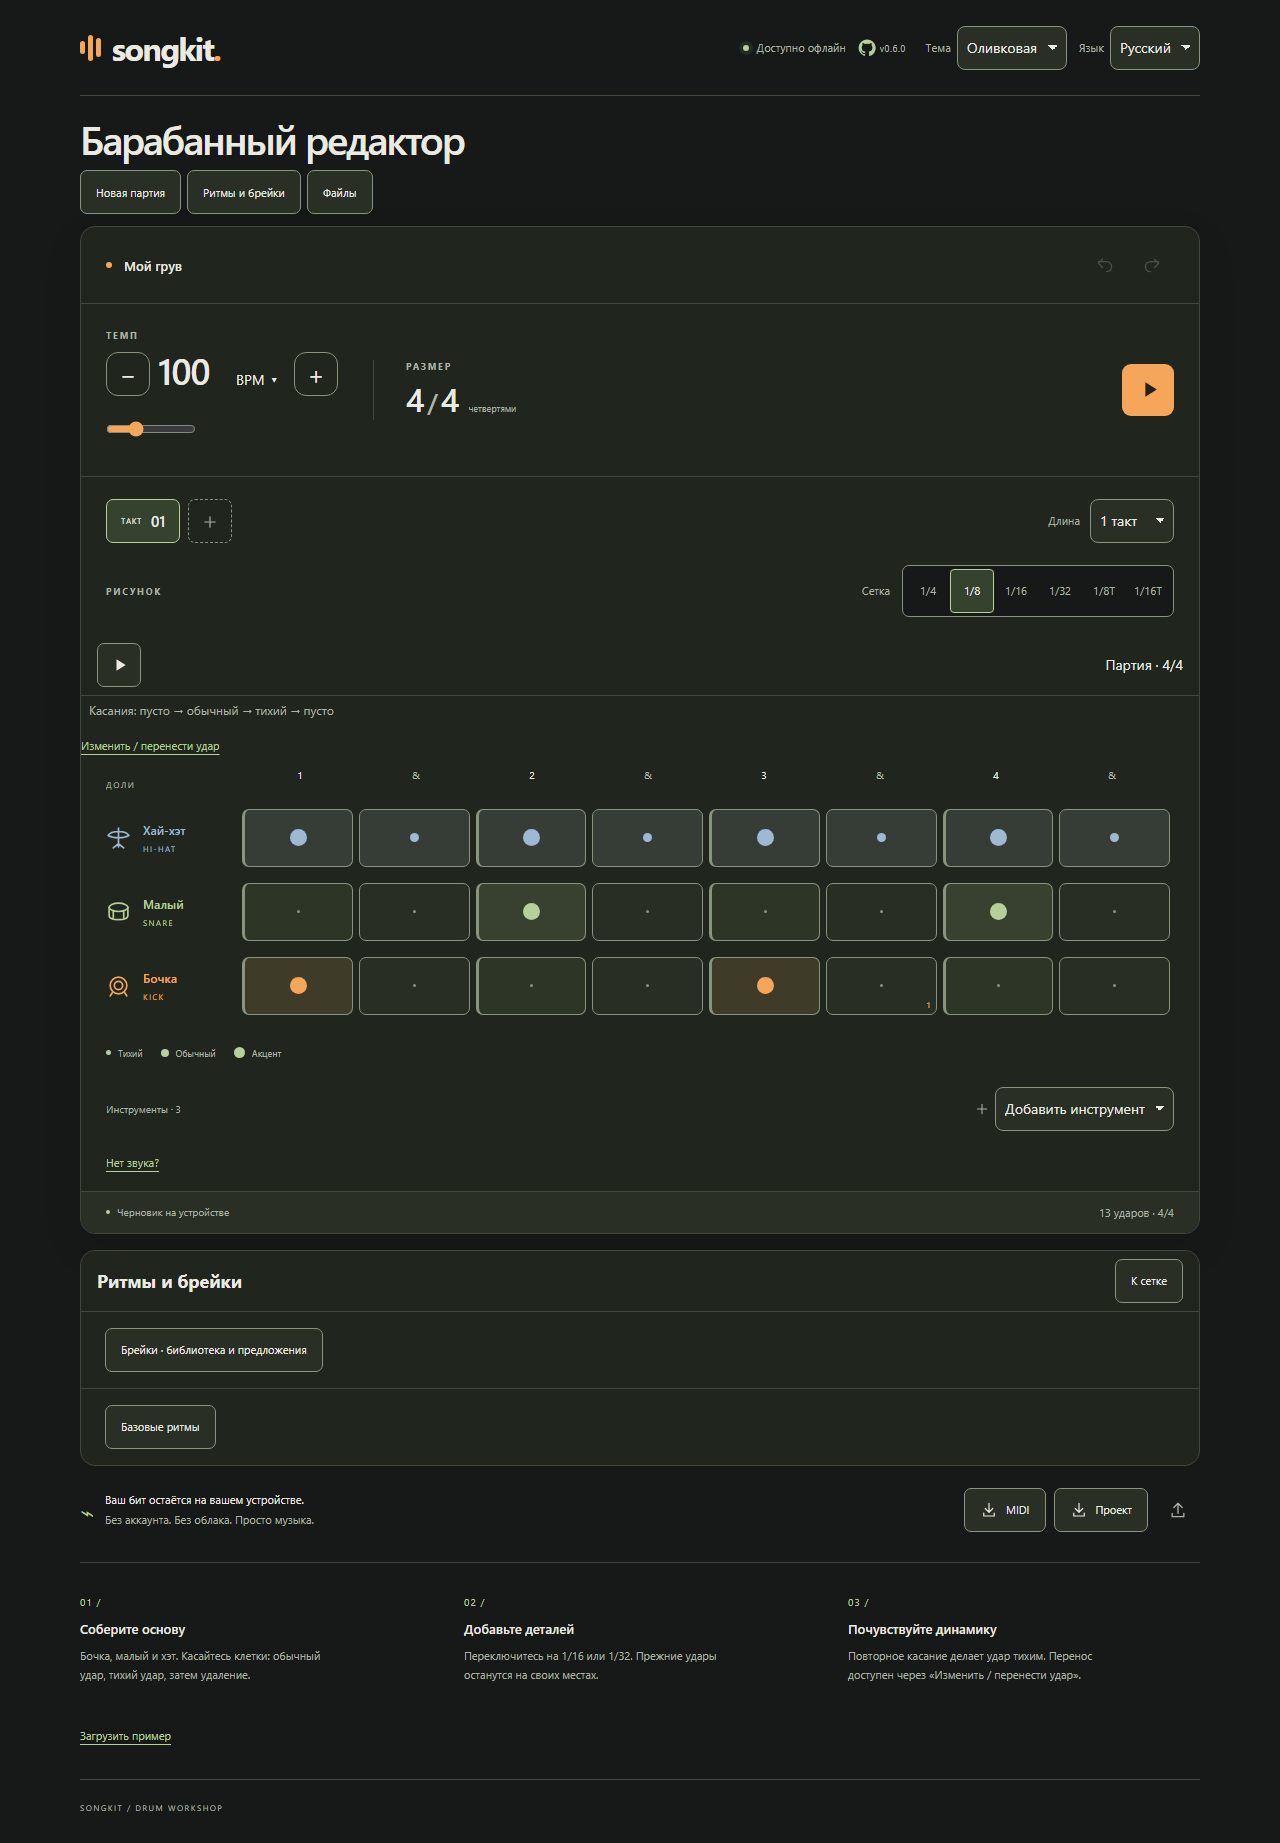 songkit.
Доступно офлайн v0.6.0 Тема Оливковая Язык Русский
Барабанный редактор
Новая партия Ритмы и брейки Файлы
Мой грув
ТЕМП
− 100 BPM ▾ +
РАЗМЕР
4/4 четвертями
ТАКТ 01 + Длина 1 такт
РИСУНОК Сетка 1/4 1/8 1/16 1/32 1/8T 1/16T
Партия · 4/4
Касания: пусто → обычный → тихий → пусто
Изменить / перенести удар
ДОЛИ 1 & 2 & 3 & 4 &
Хай-хэт
HI-HAT
Малый
SNARE
Бочка
KICK
1
Тихий Обычный Акцент
Инструменты · 3 + Добавить инструмент
Нет звука?
Черновик на устройстве 13 ударов · 4/4
Ритмы и брейки К сетке
Брейки · библиотека и предложения
Базовые ритмы
Ваш бит остаётся на вашем устройстве.
Без аккаунта. Без облака. Просто музыка.
MIDI Проект
01 /
Соберите основу
Бочка, малый и хэт. Касайтесь клетки: обычный
удар, тихий удар, затем удаление.
02 /
Добавьте деталей
Переключитесь на 1/16 или 1/32. Прежние удары
останутся на своих местах.
03 /
Почувствуйте динамику
Повторное касание делает удар тихим. Перенос
доступен через «Изменить / перенести удар».
Загрузить пример
SONGKIT / DRUM WORKSHOP